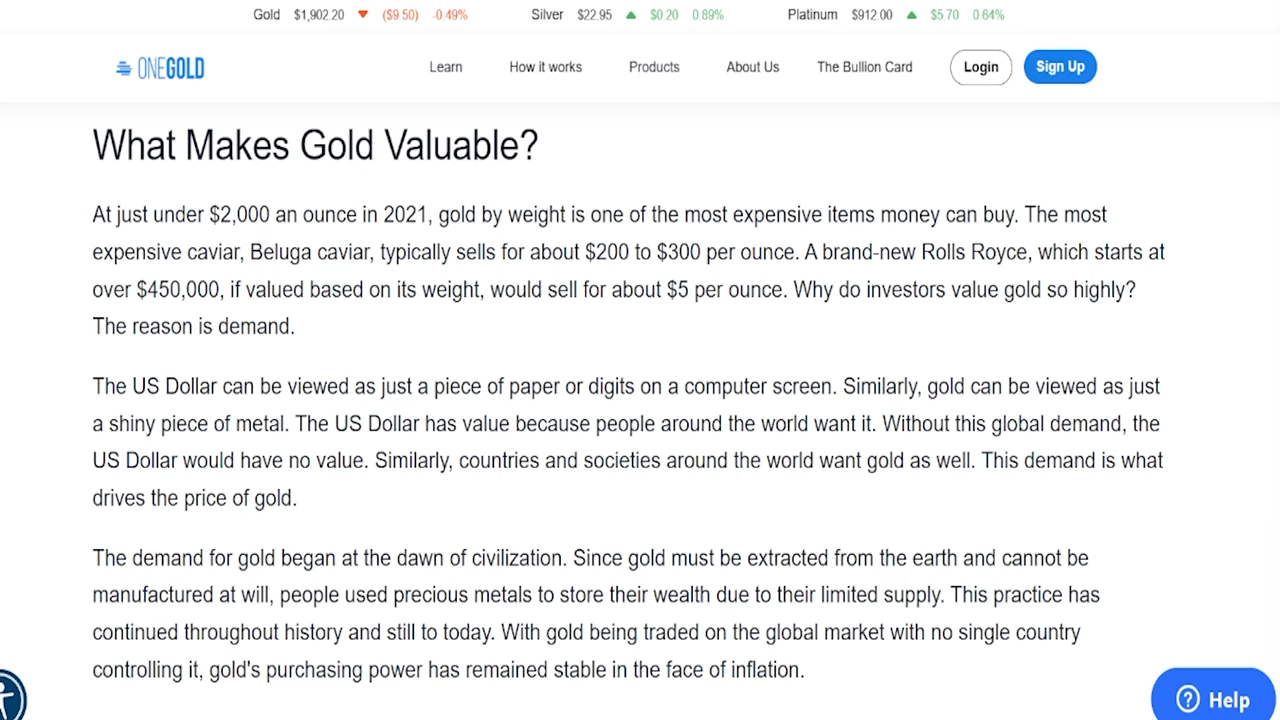 Gold $1,902.20 ▼ ($9.50) -0.49% Silver $22.95 ▲ $0.20 0.89% Platinum $912.00 ▲ $5.70 0.64%
ONEGOLD Learn How it works Products About Us The Bullion Card Login Sign Up
What Makes Gold Valuable?
At just under $2,000 an ounce in 2021, gold by weight is one of the most expensive items money can buy. The most
expensive caviar, Beluga caviar, typically sells for about $200 to $300 per ounce. A brand-new Rolls Royce, which starts at
over $450,000, if valued based on its weight, would sell for about $5 per ounce. Why do investors value gold so highly?
The reason is demand.
The US Dollar can be viewed as just a piece of paper or digits on a computer screen. Similarly, gold can be viewed as just
a shiny piece of metal. The US Dollar has value because people around the world want it. Without this global demand, the
US Dollar would have no value. Similarly, countries and societies around the world want gold as well. This demand is what
drives the price of gold.
The demand for gold began at the dawn of civilization. Since gold must be extracted from the earth and cannot be
manufactured at will, people used precious metals to store their wealth due to their limited supply. This practice has
continued throughout history and still to today. With gold being traded on the global market with no single country
controlling it, gold's purchasing power has remained stable in the face of inflation.
Help